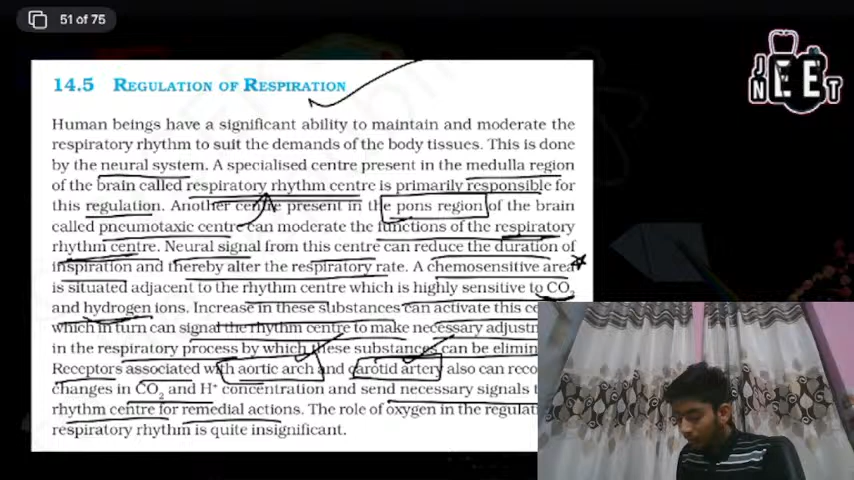 51 of 75
J
N EE T
14.5 REGULATION OF RESPIRATION
Human beings have a significant ability to maintain and moderate the
respiratory rhythm to suit the demands of the body tissues. This is done
by the neural system. A specialised centre present in the medulla region
of the brain called respiratory rhythm centre is primarily responsible for
this regulation. Another centre present in the pons region of the brain
called pneumotaxic centre can moderate the functions of the respiratory
rhythm centre. Neural signal from this centre can reduce the duration of
inspiration and thereby alter the respiratory rate. A chemosensitive area
is situated adjacent to the rhythm centre which is highly sensitive to CO2
and hydrogen ions. Increase in these substances can activate this ce
which in turn can signal the rhythm centre to make necessary adjustm
in the respiratory process by which these substances can be elimin
Receptors associated with aortic arch and carotid artery also can reco
changes in CO2 and H+ concentration and send necessary signals t
rhythm centre for remedial actions. The role of oxygen in the regulat
respiratory rhythm is quite insignificant.